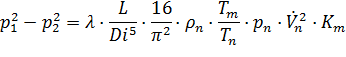 p₁² − p₂² = λ · L/Di⁵ · 16/π² · ρₙ · Tₘ/Tₙ · pₙ · V̇ₙ² · Kₘ